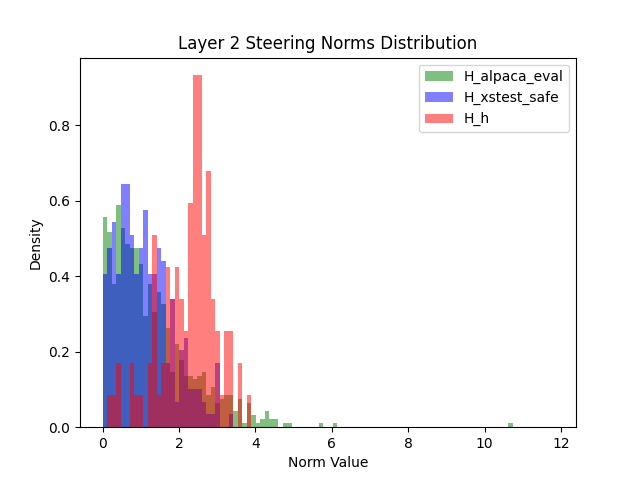 Layer 2 Steering Norms Distribution
H_alpaca_eval
H_xstest_safe
H_h
Density
0.8
0.6
0.4
0.2
0.0
0 2 4 6 8 10 12
Norm Value